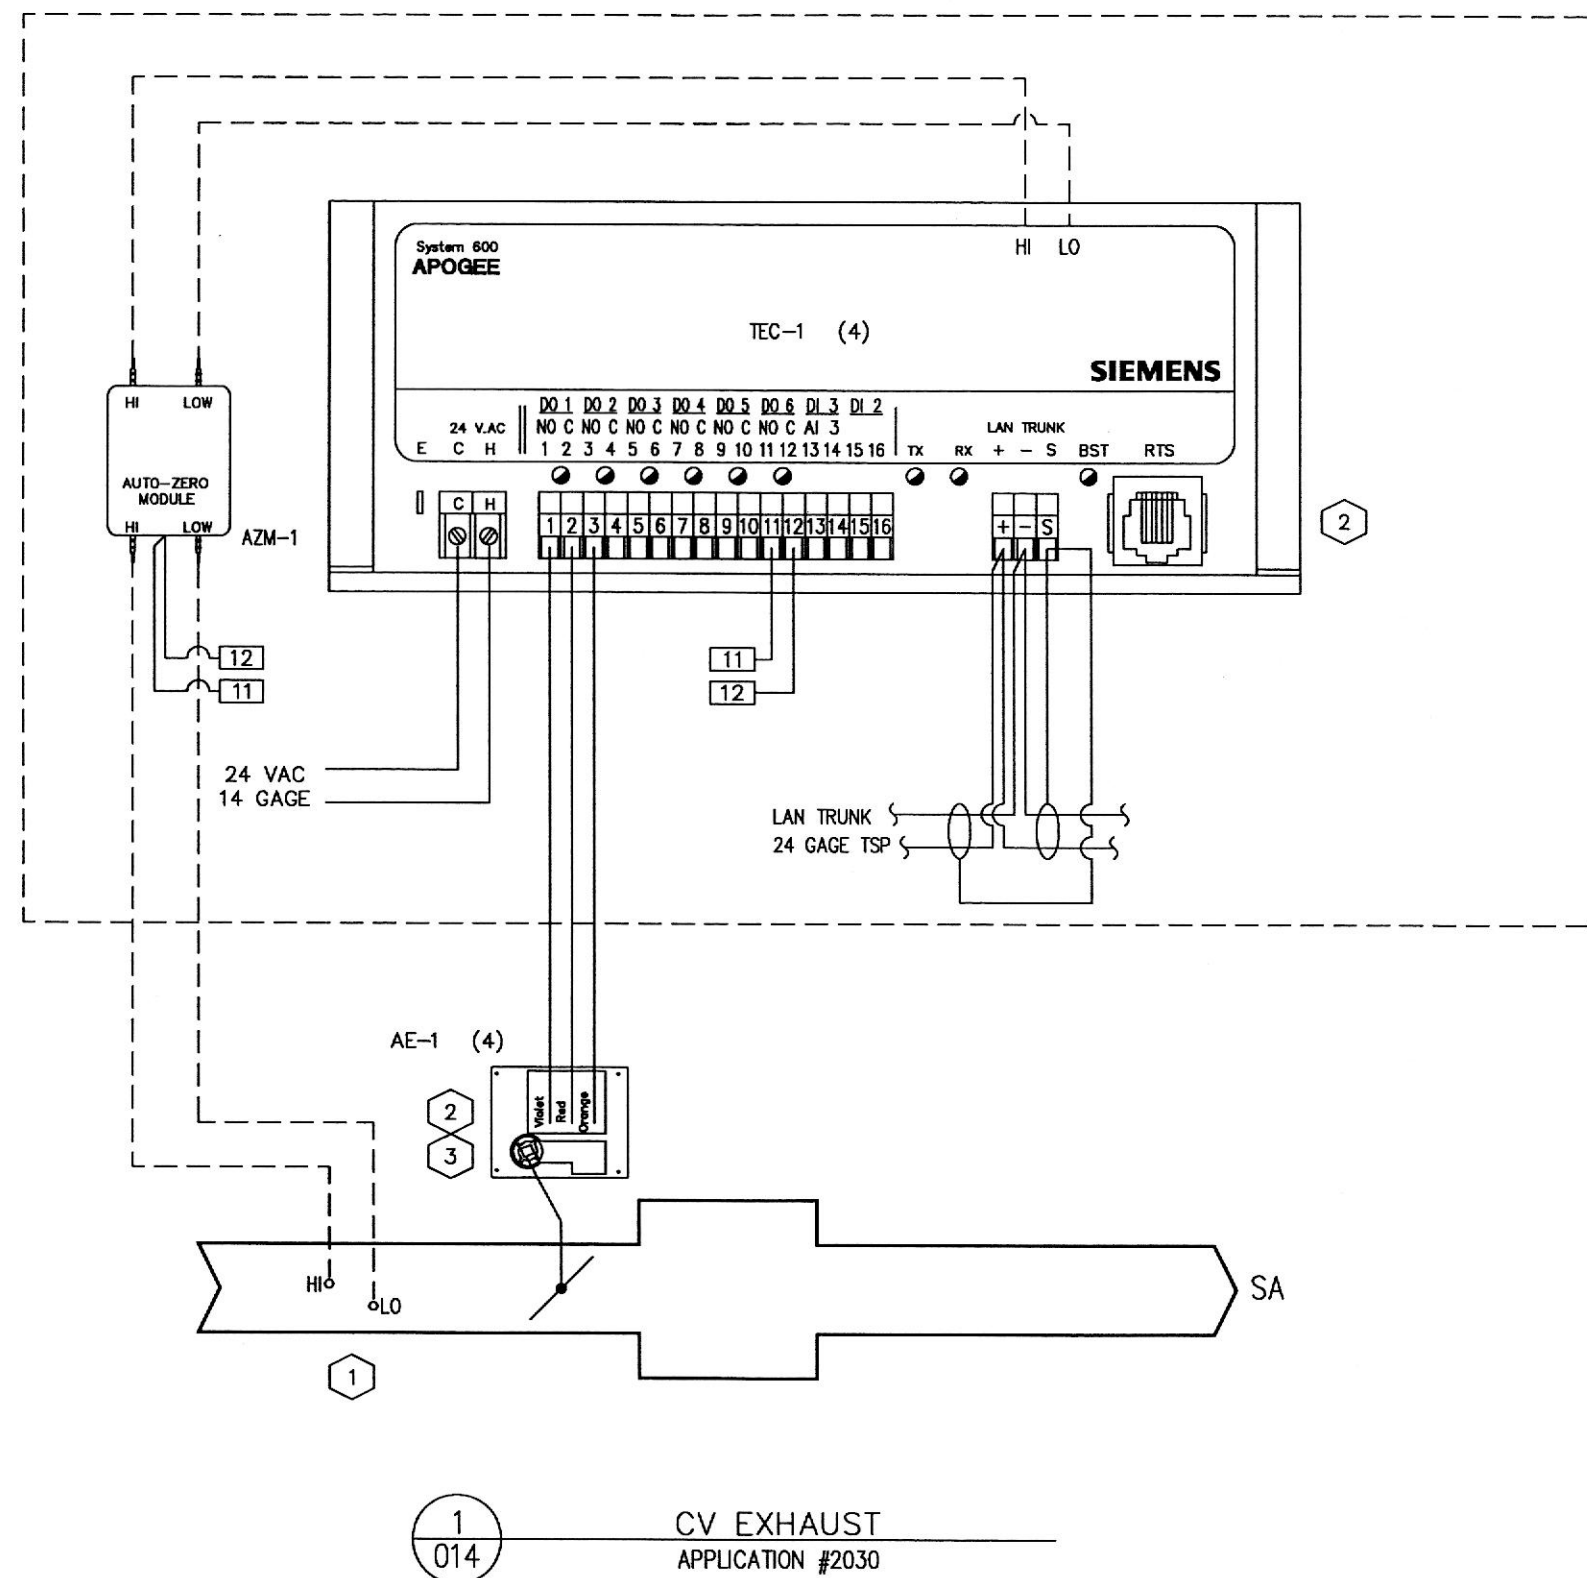 System 600
APOGEE
HI LO
TEC-1 (4)
SIEMENS
HI LOW
AUTO-ZERO
MODULE
HI LOW
AZM-1
DO 1 DO 2 DO 3 DO 4 DO 5 DO 6 DI 3 DI 2
24 V.AC NO C NO C NO C NO C NO C NO C AI 3 LAN TRUNK
E C H 1 2 3 4 5 6 7 8 9 10 11 12 13 14 15 16 TX RX + - S BST RTS
C H
1 2 3 4 5 6 7 8 9 10 11 12 13 14 15 16
+ - S
2
12
11
11
12
24 VAC
14 GAGE
LAN TRUNK
24 GAGE TSP
AE-1 (4)
Violet
Red
Orange
2
3
HI
LO
SA
1
1
014
CV EXHAUST
APPLICATION #2030